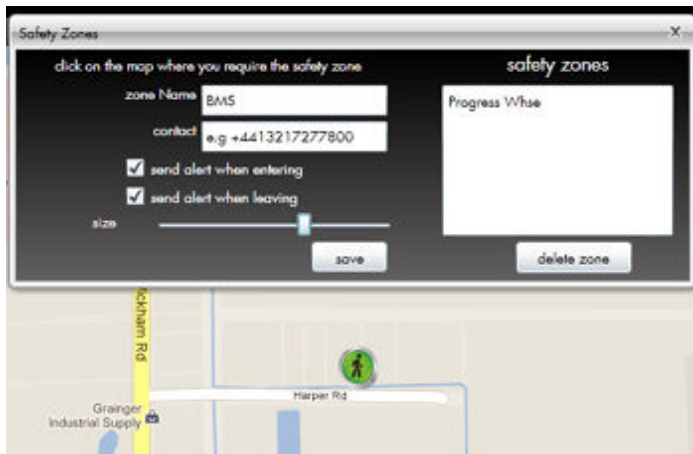 Safety Zones
X
click on the map where you require the safety zone
zone Name
BMS
contact
e.g +4413217277800
send alert when entering
send alert when leaving
size
save
safety zones
Progress Whse
delete zone
ickham Rd
Harper Rd
Grainger
Industrial Supply